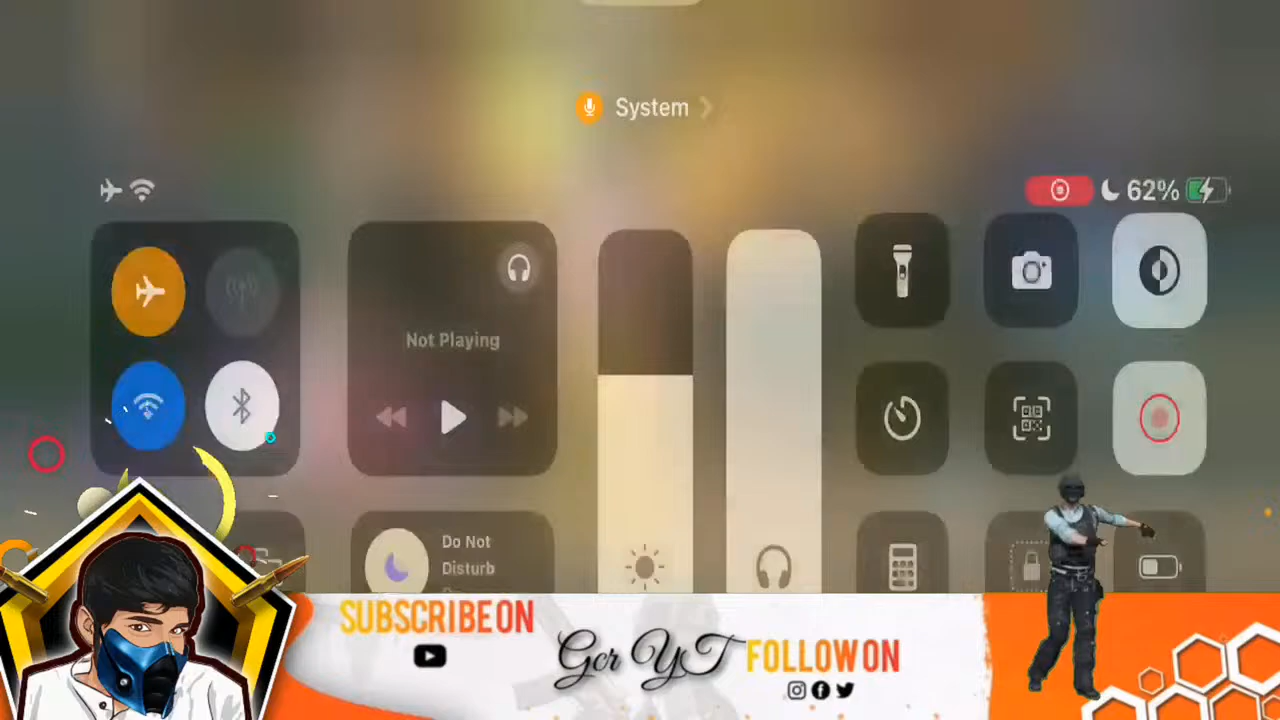 System
62%
Not Playing
Do Not
Disturb
SUBSCRIBE ON
Gcr YT
FOLLOW ON